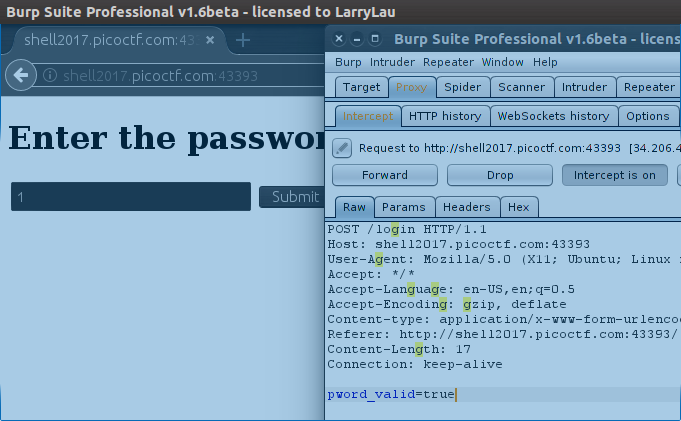 Burp Suite Professional v1.6beta - licensed to LarryLau
shell2017.picoctf.com:43
shell2017.picoctf.com:43393
Enter the
1
Submit
Burp Suite Professional v1.6beta -
Burp Intruder Repeater Window Help
Target Proxy Spider Scanner Intruder Repeater
Intercept HTTP history WebSockets history Options
Request to http://shell2017.picoctf.com:43393 [34.206.4
Forward Drop Intercept is on
Raw Params Headers Hex
POST /login HTTP/1.1
Host: shell2017.picoctf.com:43393
User-Agent: Mozilla/5.0 (X11; Ubuntu; Linux
Accept: */*
Accept-Language: en-US,en;q=0.5
Accept-Encoding: gzip, deflate
Content-type: application/x-www-form-urlenco
Referer: http://shell2017.picoctf.com:43393/
Content-Length: 17
Connection: keep-alive
pword_valid=true